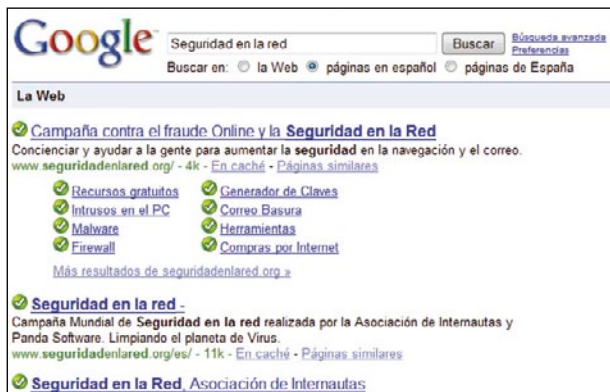 Google Seguridad en la red Buscar Búsqueda avanzada
Preferencias
Buscar en: la Web páginas en español páginas de España
La Web
Campaña contra el fraude Online y la Seguridad en la Red
Concienciar y ayudar a la gente para aumentar la seguridad en la navegación y el correo.
www.seguridadenlared.org/ - 4k - En caché - Páginas similares
Recursos gratuitos Generador de Claves
Intrusos en el PC Correo Basura
Malware Herramientas
Firewall Compras por Internet
Más resultados de seguridadenlared.org »
Seguridad en la red -
Campaña Mundial de Seguridad en la red realizada por la Asociación de Internautas y
Panda Software. Limpiando el planeta de Virus.
www.seguridadenlared.org/es/ - 11k - En caché - Páginas similares
Seguridad en la Red, Asociación de Internautas